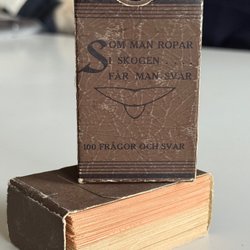 SOM MAN ROPAR
I SKOGEN....
FÅR MAN SVAR
100 FRÅGOR OCH SVAR